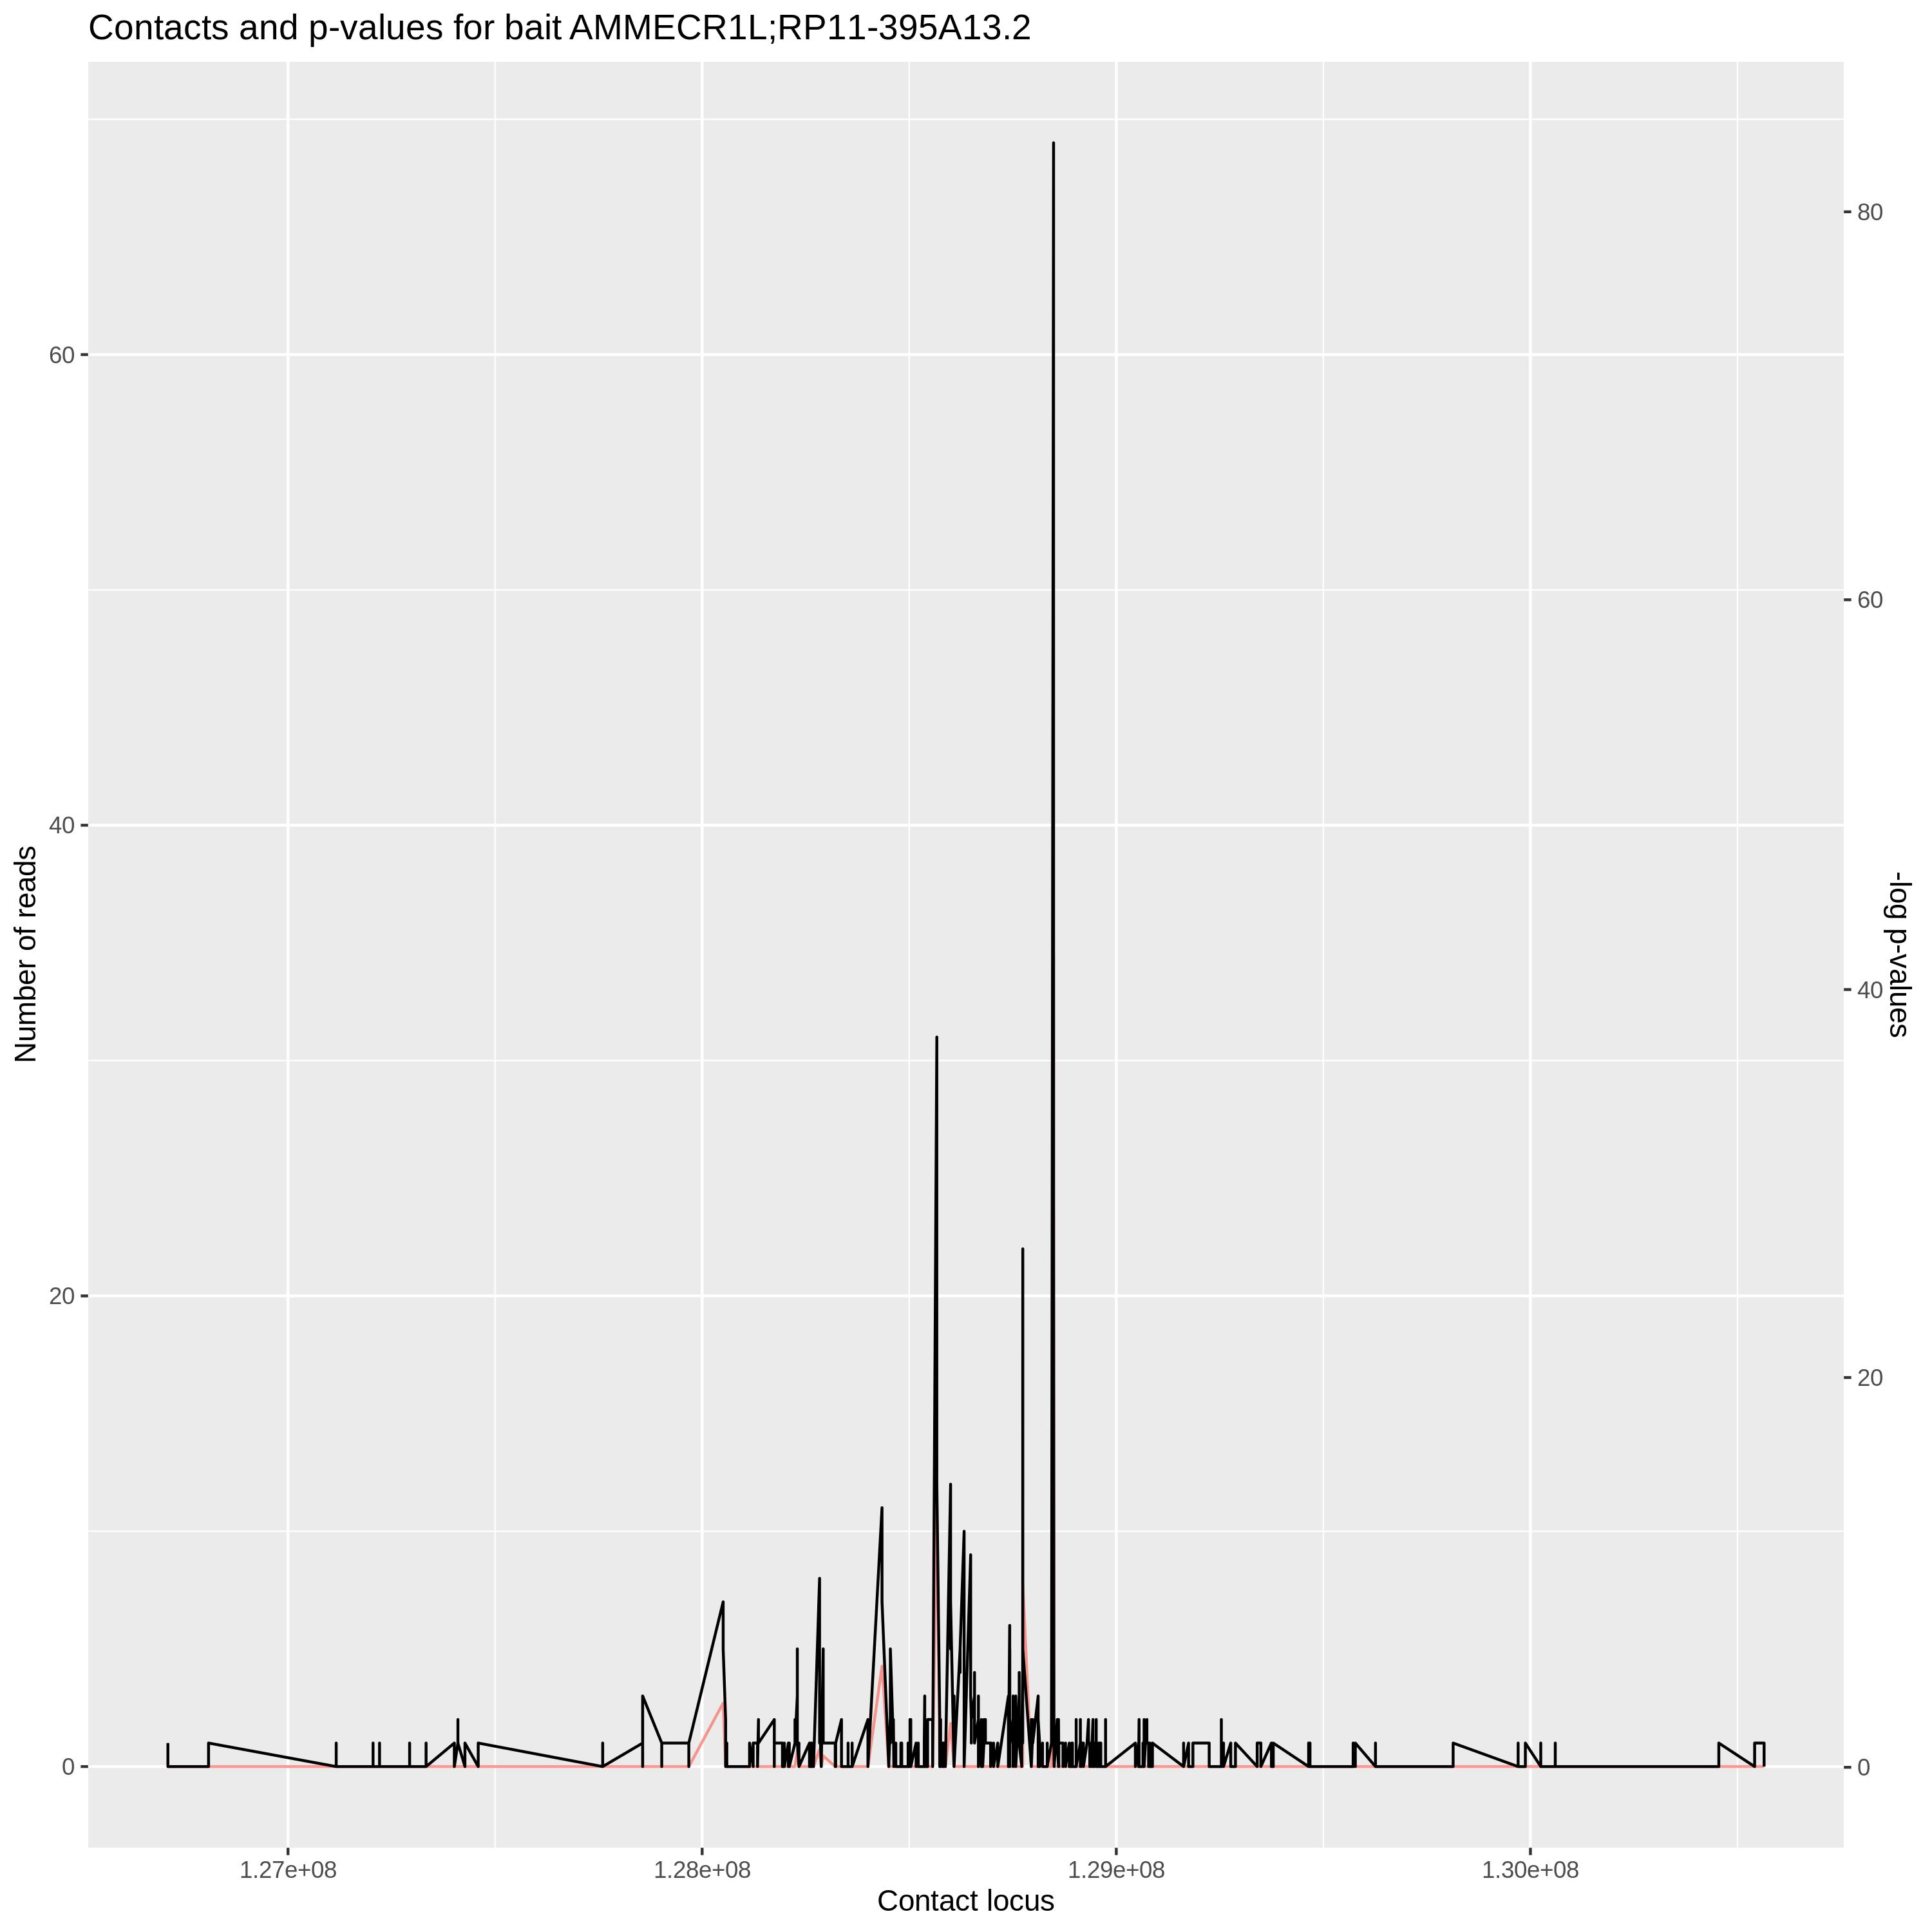 Contacts and p-values for bait AMMECR1L;RP11-395A13.2
Number of reads
60
40
20
0
80
60
40
20
0
-log p-values
1.27e+08
1.28e+08
1.29e+08
1.30e+08
Contact locus